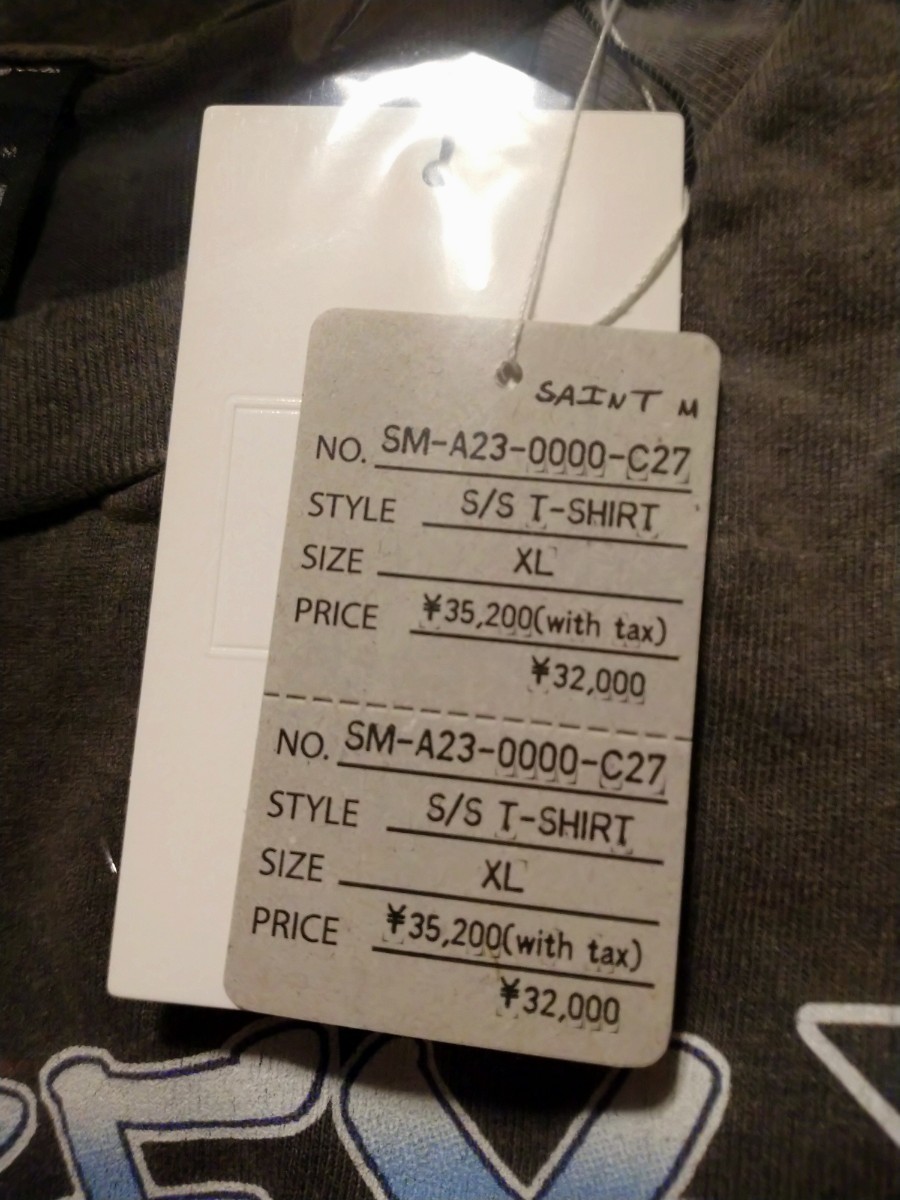 SAINT M
NO. SM-A23-0000-C27
STYLE S/S T-SHIRT
SIZE XL
PRICE ¥35,200(with tax)
¥32,000
NO. SM-A23-0000-C27
STYLE S/S T-SHIRT
SIZE XL
PRICE ¥35,200(with tax)
¥32,000